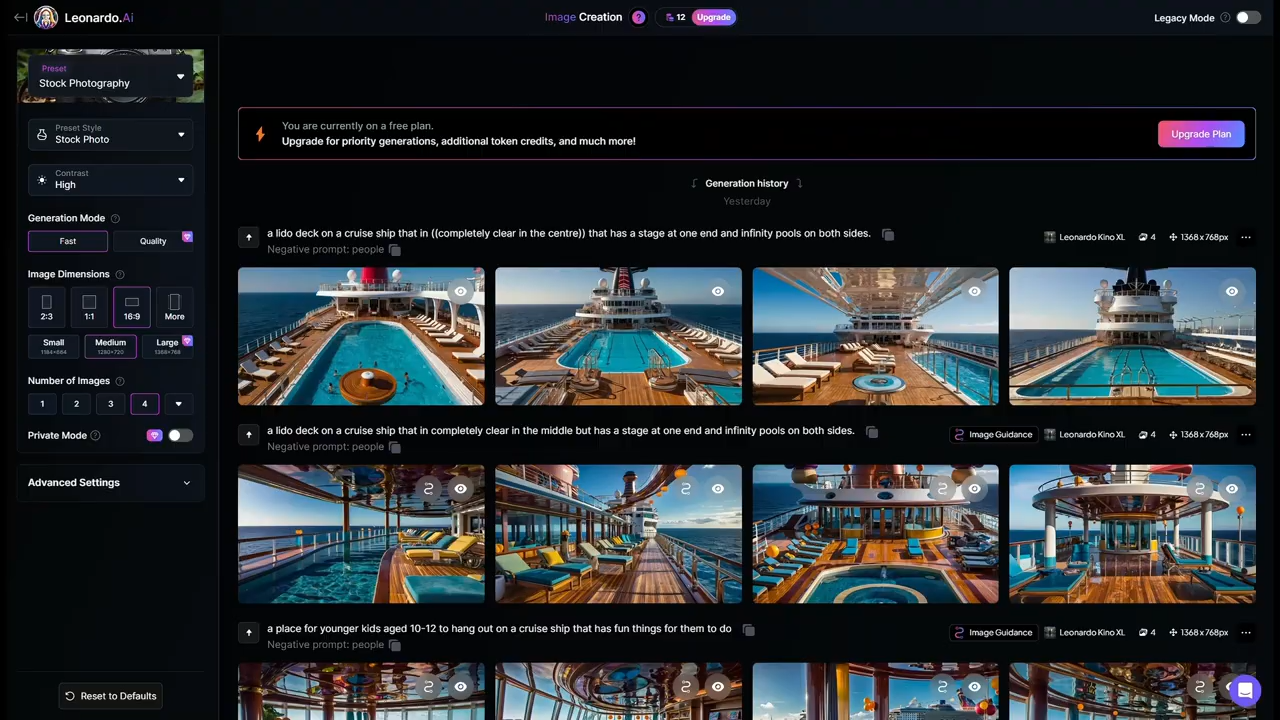 Leonardo.Ai
Image Creation ? 12 Upgrade
Legacy Mode ?
Preset
Stock Photography
Preset Style
Stock Photo
Contrast
High
Generation Mode ?
Fast Quality
Image Dimensions ?
2:3 1:1 16:9 More
Small Medium Large
1184×664 1280×720 1368×768
Number of Images ?
1 2 3 4
Private Mode ?
Advanced Settings
Reset to Defaults
You are currently on a free plan.
Upgrade for priority generations, additional token credits, and much more!
Upgrade Plan
Generation history
Yesterday
a lido deck on a cruise ship that in ((completely clear in the centre)) that has a stage at one end and infinity pools on both sides.
Negative prompt: people
Leonardo Kino XL 4 1368x768px ...
a lido deck on a cruise ship that in completely clear in the middle but has a stage at one end and infinity pools on both sides.
Negative prompt: people
Image Guidance Leonardo Kino XL 4 1368x768px ...
a place for younger kids aged 10-12 to hang out on a cruise ship that has fun things for them to do
Negative prompt: people
Image Guidance Leonardo Kino XL 4 1368x768px ...